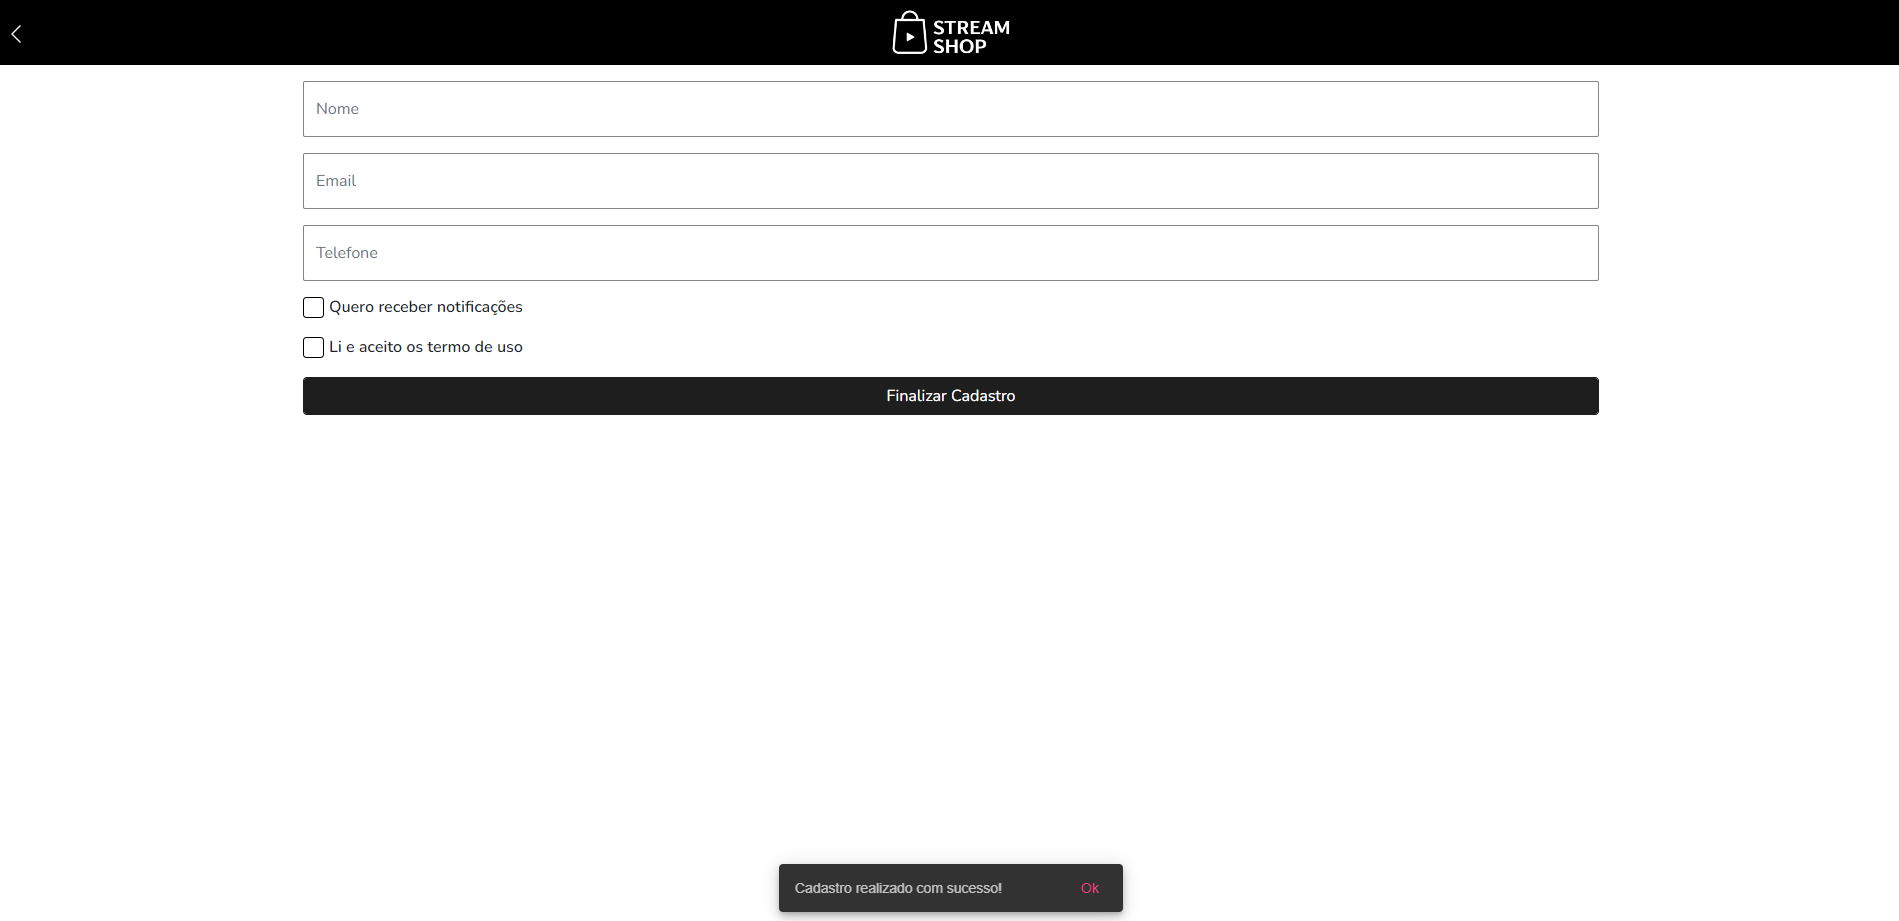 STREAM
SHOP
Nome
Email
Telefone
Quero receber notificações
Li e aceito os termo de uso
Finalizar Cadastro
Cadastro realizado com sucesso! Ok